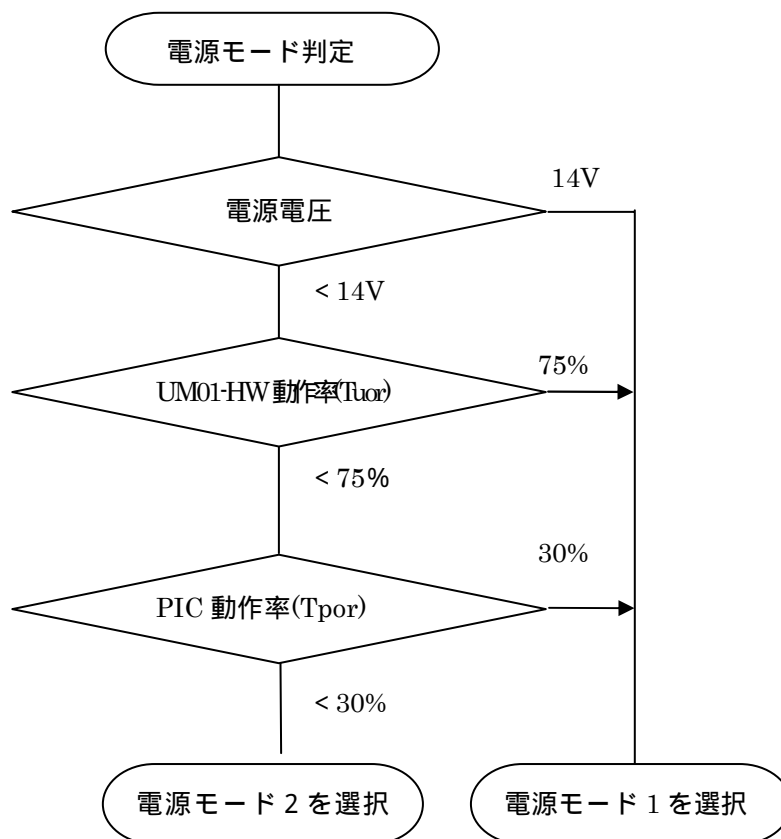 電源モード判定
14V
電源電圧
< 14V
75%
UM01-HW 動作率(Tuor)
< 75%
30%
PIC 動作率(Tpor)
< 30%
電源モード 2 を選択
電源モード 1 を選択